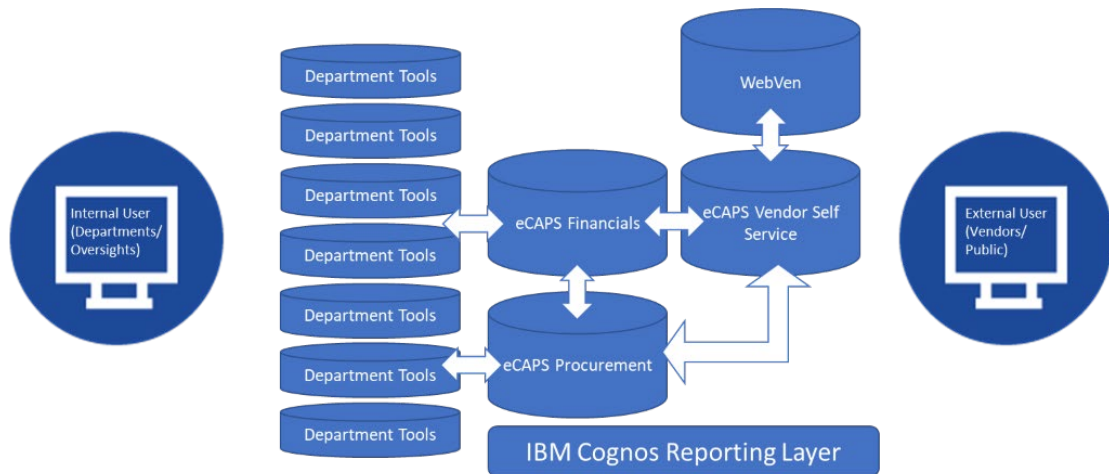 Internal User
(Departments/
Oversights)
Department Tools
Department Tools
Department Tools
Department Tools
Department Tools
Department Tools
Department Tools
eCAPS Financials
eCAPS Procurement
WebVen
eCAPS Vendor Self
Service
IBM Cognos Reporting Layer
External User
(Vendors/
Public)